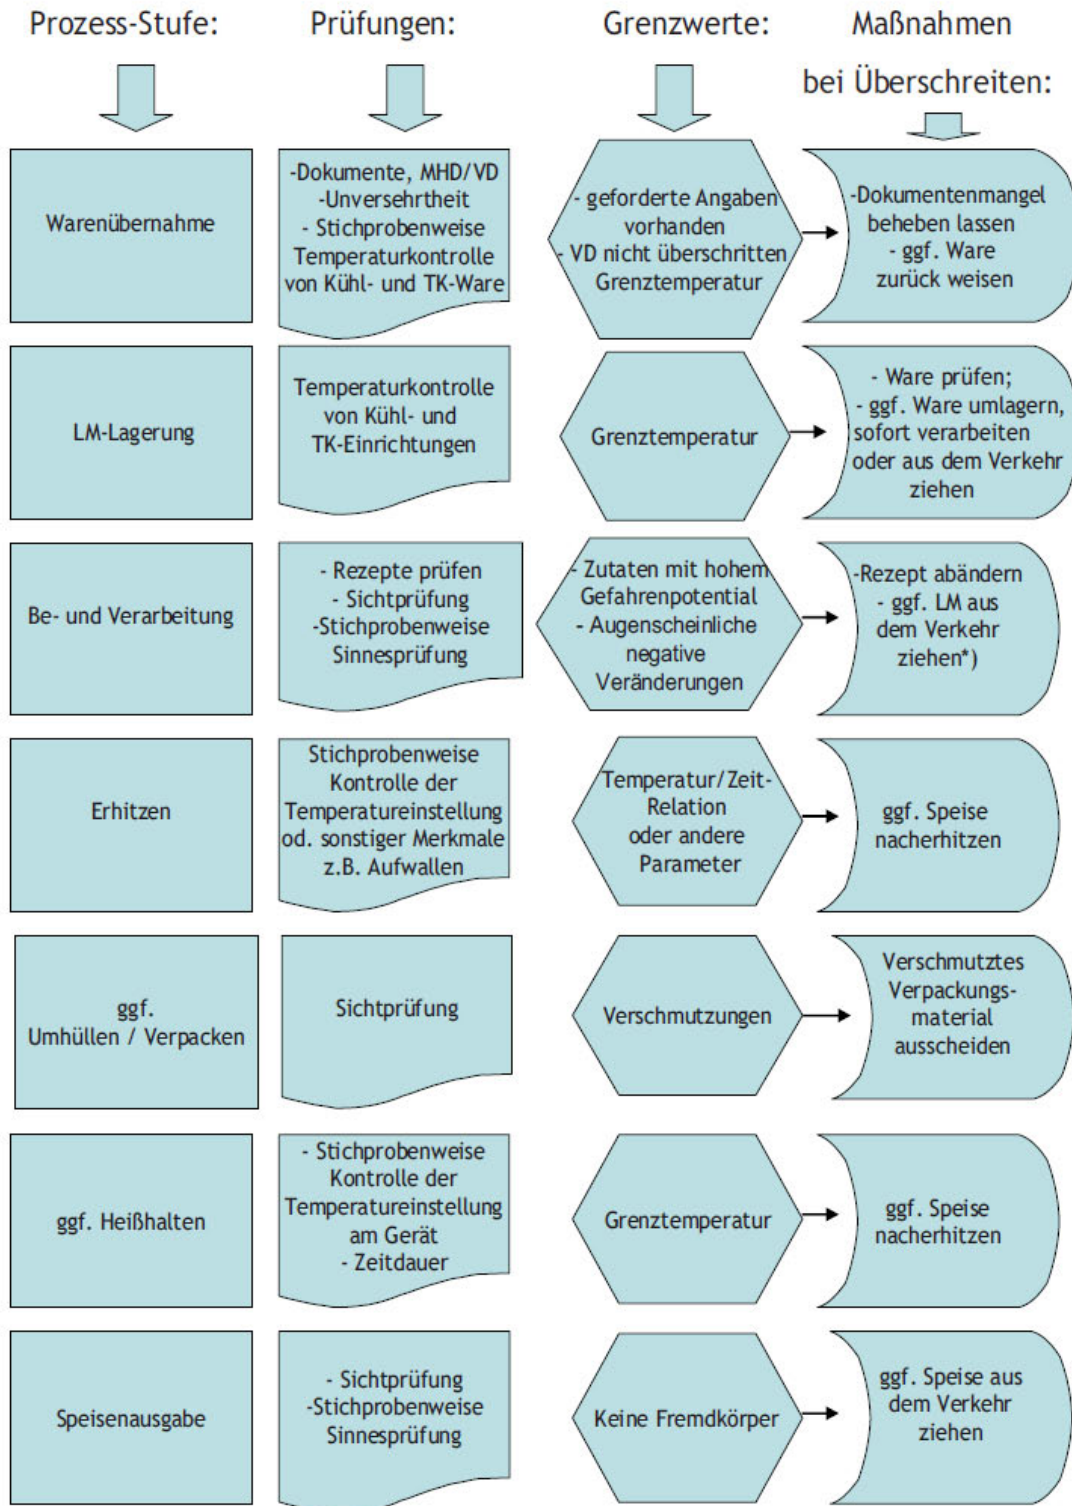 Prozess-Stufe:
Prüfungen:
Grenzwerte:
Maßnahmen
bei Überschreiten:
Warenübernahme
-Dokumente, MHD/VD
-Unversehrtheit
- Stichprobenweise
Temperaturkontrolle
von Kühl- und TK-Ware
- geforderte Angaben
vorhanden
- VD nicht überschritten
Grenztemperatur
-Dokumentenmangel
beheben lassen
- ggf. Ware
zurück weisen
LM-Lagerung
Temperaturkontrolle
von Kühl- und
TK-Einrichtungen
Grenztemperatur
- Ware prüfen;
- ggf. Ware umlagern,
sofort verarbeiten
oder aus dem Verkehr
ziehen
Be- und Verarbeitung
- Rezepte prüfen
- Sichtprüfung
-Stichprobenweise
Sinnesprüfung
- Zutaten mit hohem
Gefahrenpotential
- Augenscheinliche
negative
Veränderungen
-Rezept abändern
- ggf. LM aus
dem Verkehr
ziehen*)
Erhitzen
Stichprobenweise
Kontrolle der
Temperatureinstellung
od. sonstiger Merkmale
z.B. Aufwallen
Temperatur/Zeit-
Relation
oder andere
Parameter
ggf. Speise
nacherhitzen
ggf.
Umhüllen / Verpacken
Sichtprüfung
Verschmutzungen
Verschmutztes
Verpackungs-
material
ausscheiden
ggf. Heißhalten
- Stichprobenweise
Kontrolle der
Temperatureinstellung
am Gerät
- Zeitdauer
Grenztemperatur
ggf. Speise
nacherhitzen
Speisenausgabe
- Sichtprüfung
-Stichprobenweise
Sinnesprüfung
Keine Fremdkörper
ggf. Speise aus
dem Verkehr
ziehen